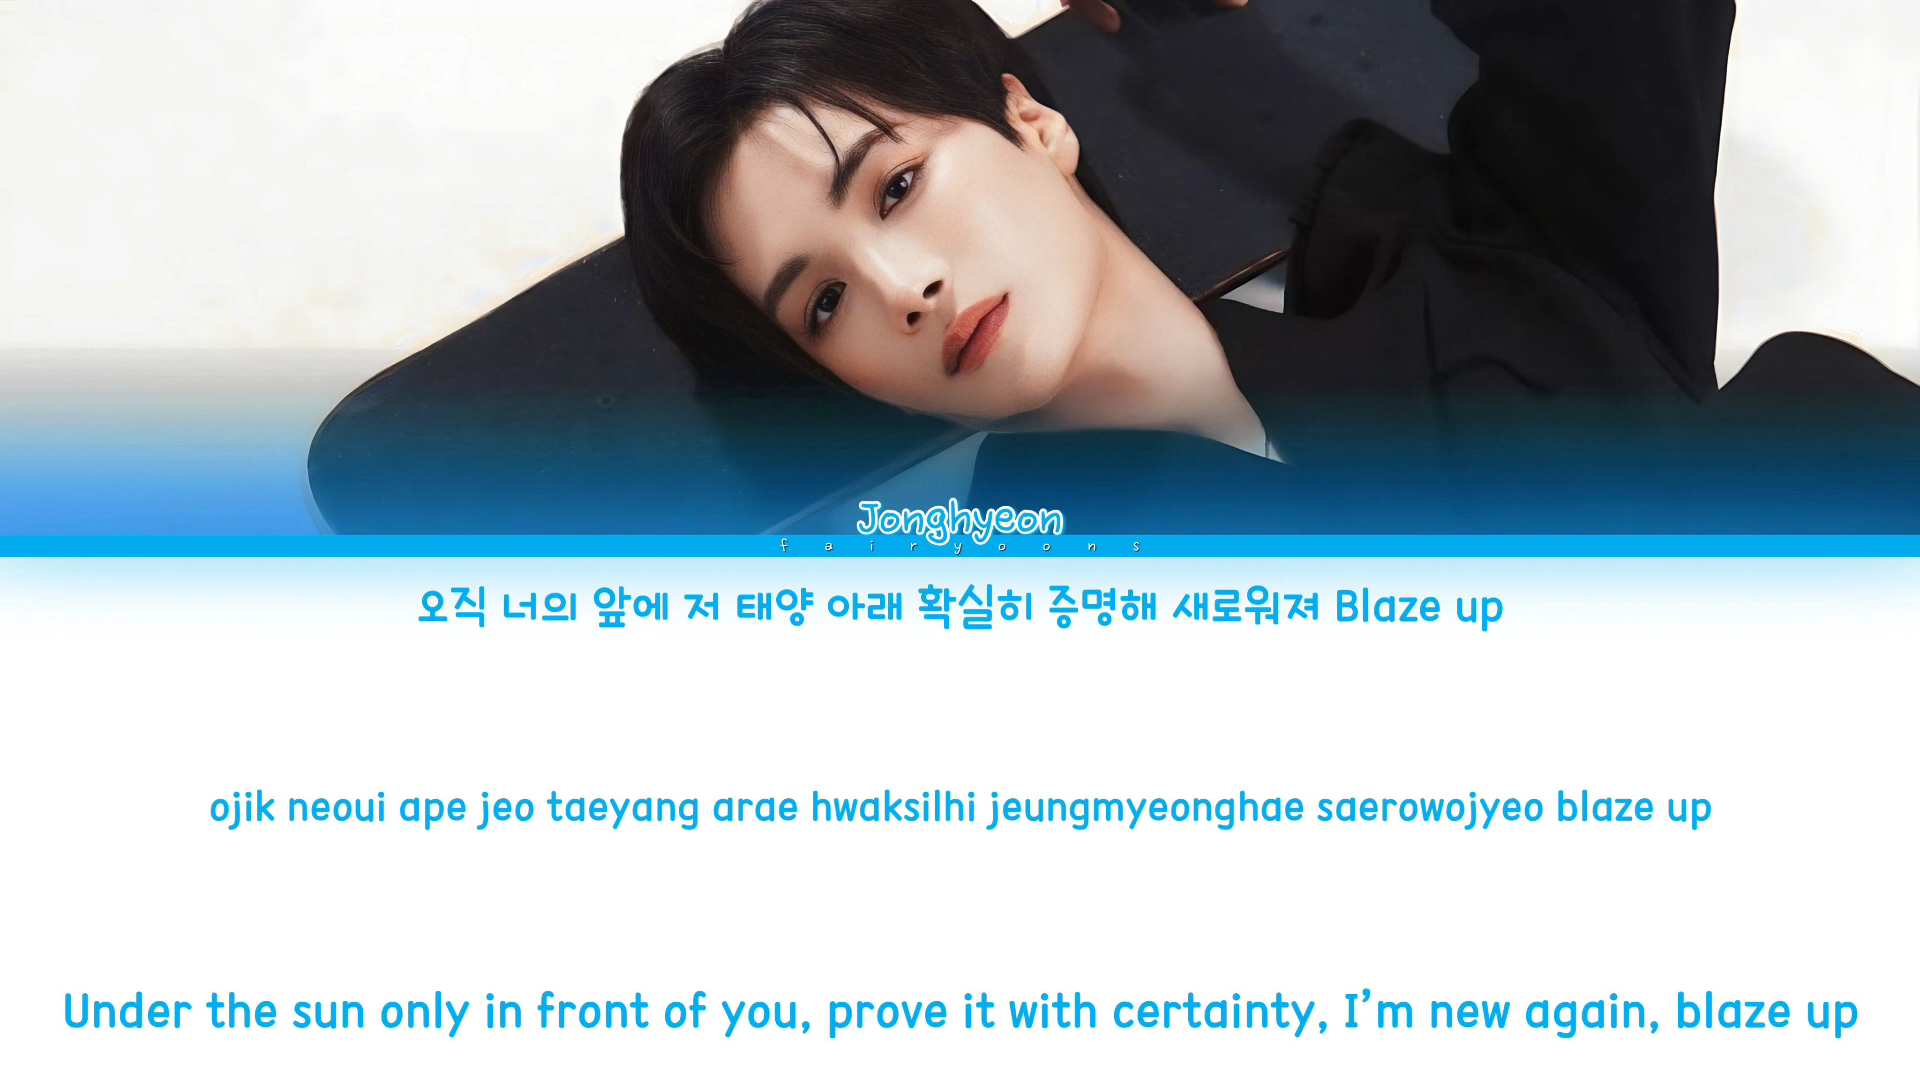 Jonghyeon
fairyoons
오직 너의 앞에 저 태양 아래 확실히 증명해 새로워져 Blaze up
ojik neoui ape jeo taeyang arae hwaksilhi jeungmyeonghae saerowojyeo blaze up
Under the sun only in front of you, prove it with certainty, I’m new again, blaze up